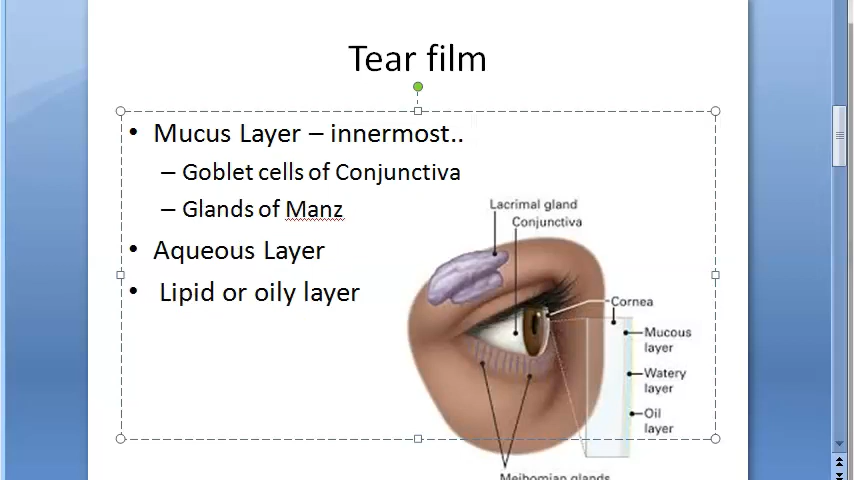 Tear film
• Mucus Layer – innermost..
– Goblet cells of Conjunctiva
– Glands of Manz
• Aqueous Layer
• Lipid or oily layer
Lacrimal gland
Conjunctiva
Cornea
Mucous
layer
Watery
layer
Oil
layer
Meibomian glands